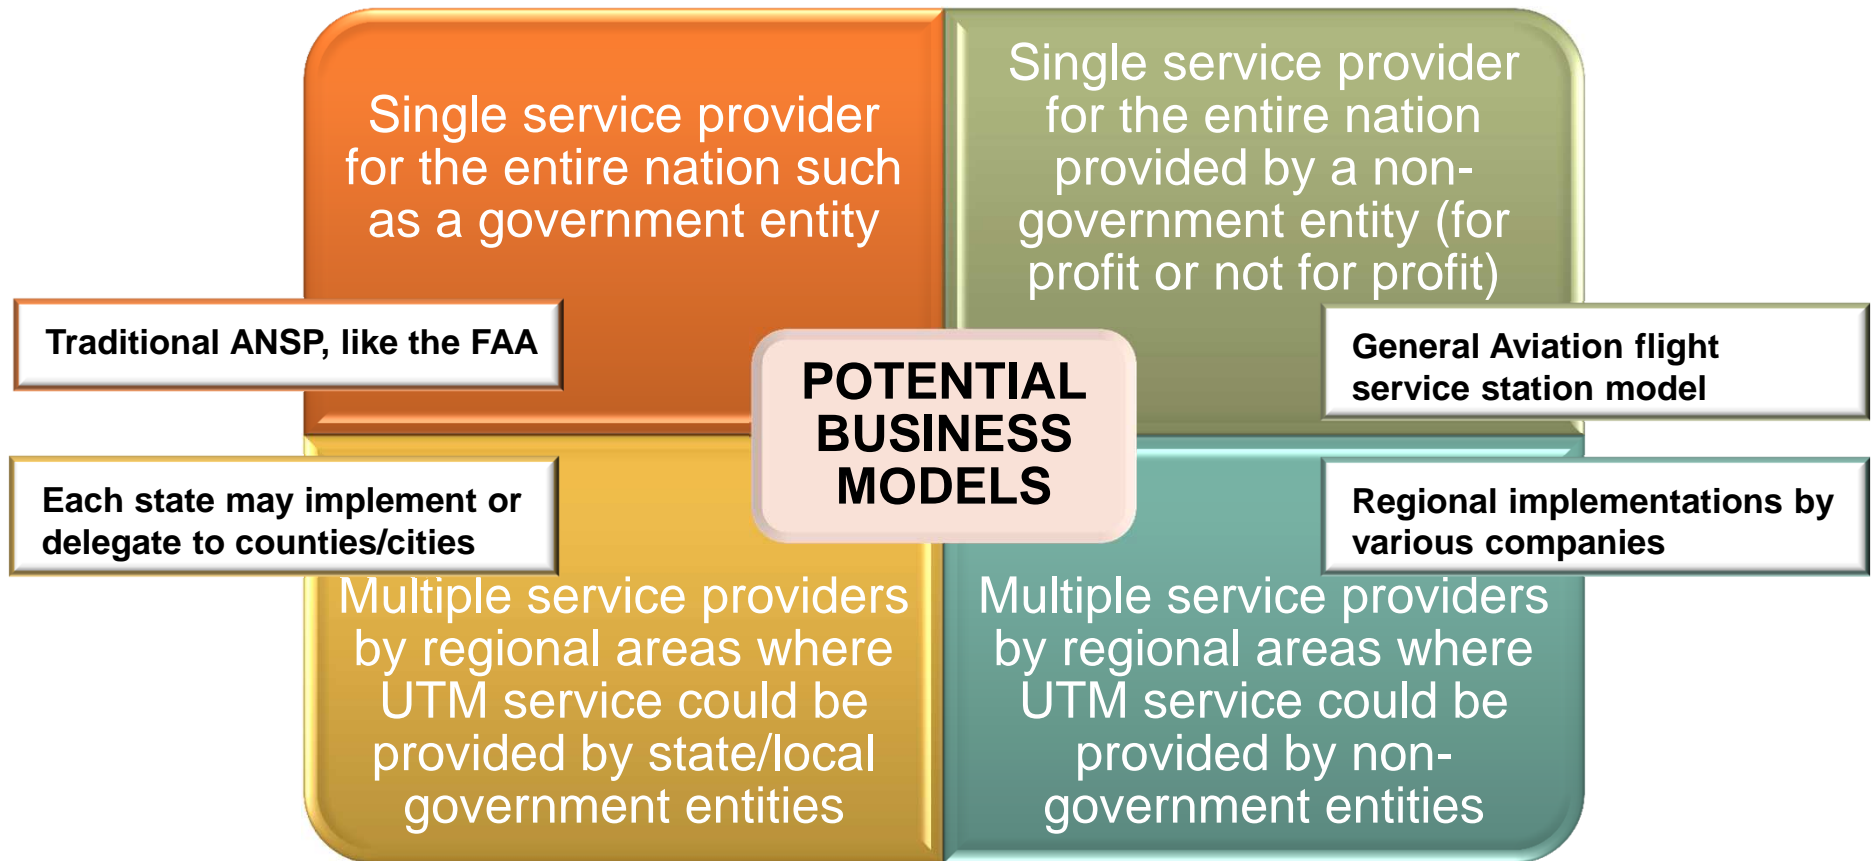 Single service provider
for the entire nation such
as a government entity
Traditional ANSP, like the FAA
Single service provider
for the entire nation
provided by a non-
government entity (for
profit or not for profit)
General Aviation flight
service station model
POTENTIAL
BUSINESS
MODELS
Each state may implement or
delegate to counties/cities
Multiple service providers
by regional areas where
UTM service could be
provided by state/local
government entities
Regional implementations by
various companies
Multiple service providers
by regional areas where
UTM service could be
provided by non-
government entities